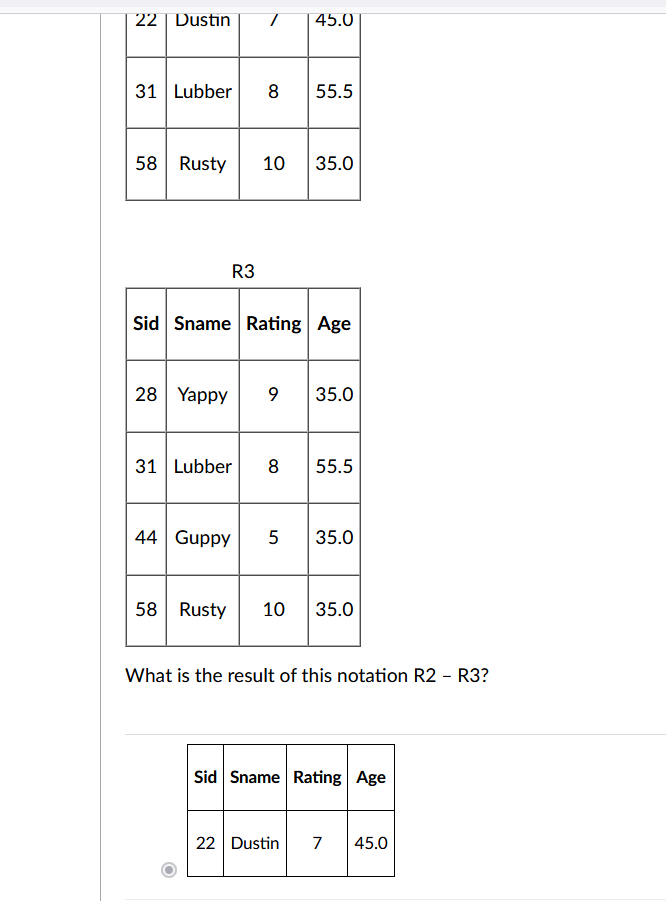 22 Dustin 7 45.0
31 Lubber 8 55.5
58 Rusty 10 35.0
R3
Sid Sname Rating Age
28 Yappy 9 35.0
31 Lubber 8 55.5
44 Guppy 5 35.0
58 Rusty 10 35.0
What is the result of this notation R2 – R3?
Sid Sname Rating Age
22 Dustin 7 45.0